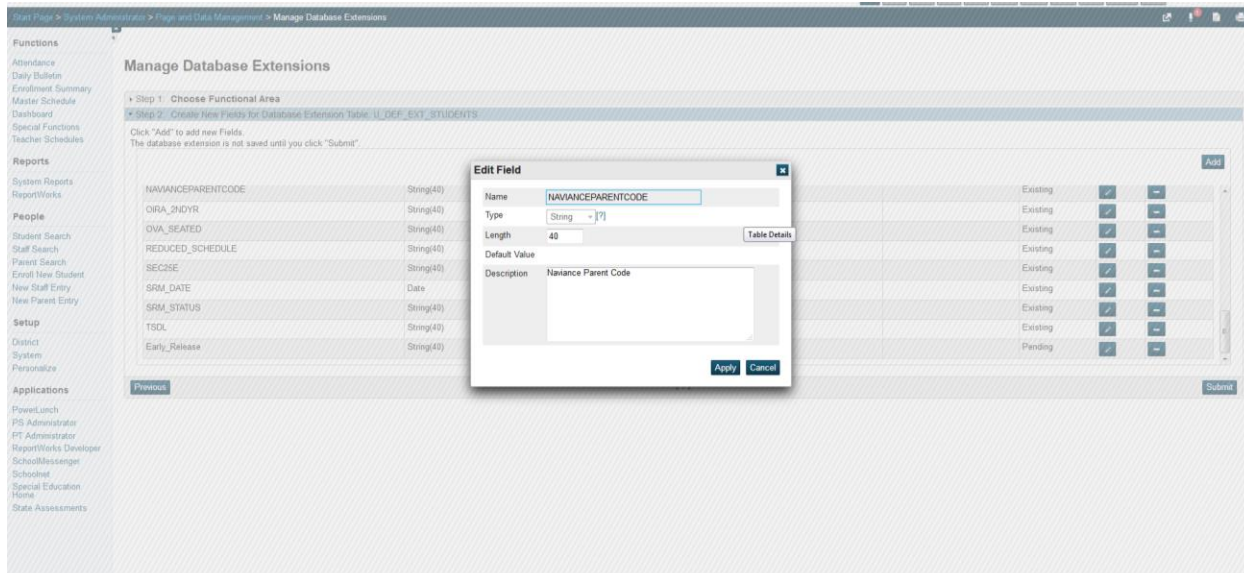 Start Page > System Administrator > Page and Data Management > Manage Database Extensions
Functions
Attendance
Daily Bulletin
Enrollment Summary
Master Schedule
Dashboard
Special Functions
Teacher Schedules
Reports
System Reports
ReportWorks
People
Student Search
Staff Search
Parent Search
Enroll New Student
New Staff Entry
New Parent Entry
Setup
District
System
Personalize
Applications
PowerLunch
PS Administrator
PT Administrator
ReportWorks Developer
SchoolMessenger
Schoolnet
Special Education
Home
State Assessments
Manage Database Extensions
Step 1: Choose Functional Area
Step 2: Create New Fields for Database Extension Table: U_DEF_EXT_STUDENTS
Click "Add" to add new Fields.
The database extension is not saved until you click "Submit".
Add
NAVIANCEPARENTCODE String(40) Existing
OIRA_2NDYR String(40) Existing
OVA_SEATED String(40) Existing
REDUCED_SCHEDULE String(40) Existing
SEC25E String(40) Existing
SRM_DATE Date Existing
SRM_STATUS String(40) Existing
TSDL String(40) Existing
Early_Release String(40) Pending
Previous
Submit
Edit Field
Name NAVIANCEPARENTCODE
Type String [?]
Length 40
Table Details
Default Value
Description Naviance Parent Code
Apply Cancel